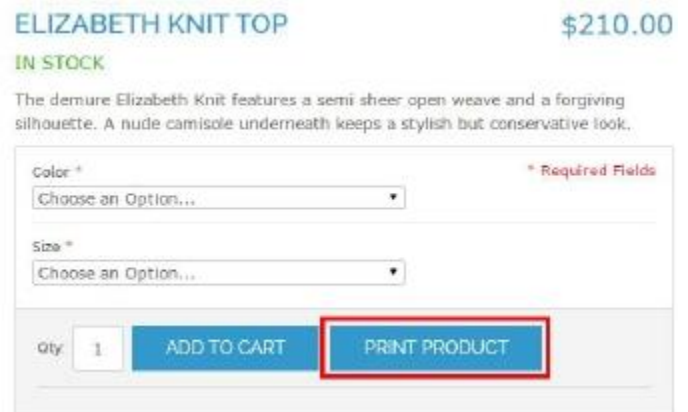 ELIZABETH KNIT TOP $210.00
IN STOCK
The demure Elizabeth Knit features a semi sheer open weave and a forgiving
silhouette. A nude camisole underneath keeps a stylish but conservative look.
Color * * Required Fields
Choose an Option...
Size *
Choose an Option...
Qty: 1 ADD TO CART PRINT PRODUCT